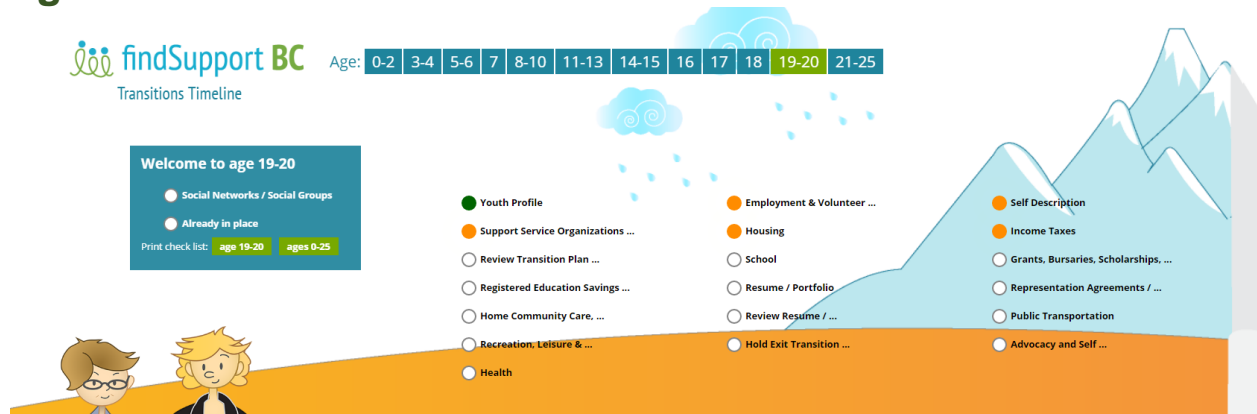 findSupport BC
Transitions Timeline
Age: 0-2 3-4 5-6 7 8-10 11-13 14-15 16 17 18 19-20 21-25
Welcome to age 19-20
Social Networks / Social Groups
Already in place
Print check list: age 19-20 ages 0-25
Youth Profile
Support Service Organizations ...
Review Transition Plan ...
Registered Education Savings ...
Home Community Care, ...
Recreation, Leisure & ...
Health
Employment & Volunteer ...
Housing
School
Resume / Portfolio
Review Resume / ...
Hold Exit Transition ...
Self Description
Income Taxes
Grants, Bursaries, Scholarships, ...
Representation Agreements / ...
Public Transportation
Advocacy and Self ...